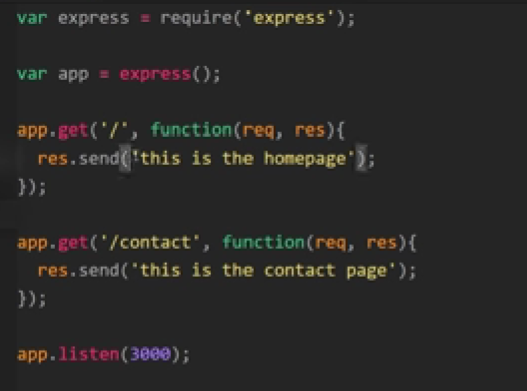 var express = require('express');
var app = express();
app.get('/', function(req, res){
  res.send('this is the homepage');
});
app.get('/contact', function(req, res){
  res.send('this is the contact page');
});
app.listen(3000);